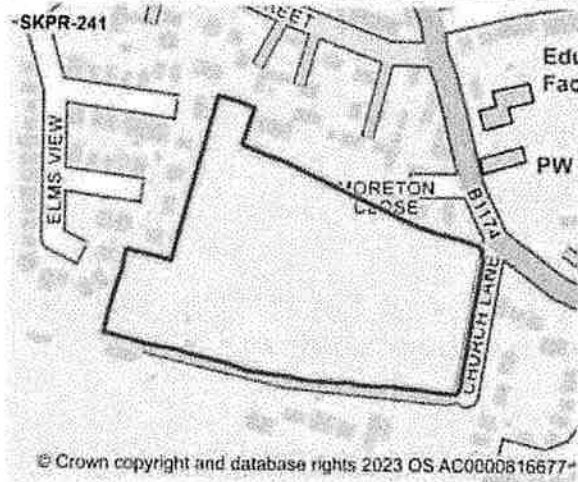 -SKPR-241
REET
Edu
Fac
ELMS VIEW
PW
MORETON
CLOSE
B1174
CHURCH LANE
© Crown copyright and database rights 2023 OS AC0000816677